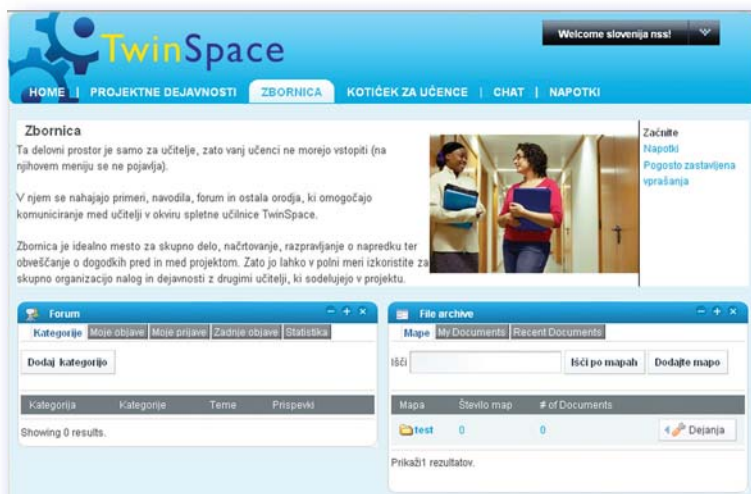 TwinSpace
Welcome slovenija nss!
HOME | PROJEKTNE DEJAVNOSTI ZBORNICA KOTIČEK ZA UČENCE | CHAT | NAPOTKI
Zbornica
Ta delovni prostor je samo za učitelje, zato vanj učenci ne morejo vstopiti (na
njihovem meniju se ne pojavlja).
V njem se nahajajo primeri, navodila, forum in ostala orodja, ki omogočajo
komuniciranje med učitelji v okviru spletne učilnice TwinSpace.
Zbornica je idealno mesto za skupno delo, načrtovanje, razpravljanje o napredku ter
obveščanje o dogodkih pred in med projektom. Zato jo lahko v polni meri izkoristite za
skupno organizacijo nalog in dejavnosti z drugimi učitelji, ki sodelujejo v projektu.
Začnite
Napotki
Pogosto zastavljena
vprašanja
Forum
Kategorije Moje objave Moje prijave Zadnje objave Statistika
Dodaj kategorijo
Kategorija Kategorije Teme Prispevki
Showing 0 results.
File archive
Mape My Documents Recent Documents
Išči Išči po mapah Dodajte mapo
Mapa Število map # of Documents
test 0 0 Dejanja
Prikaži1 rezultatov.